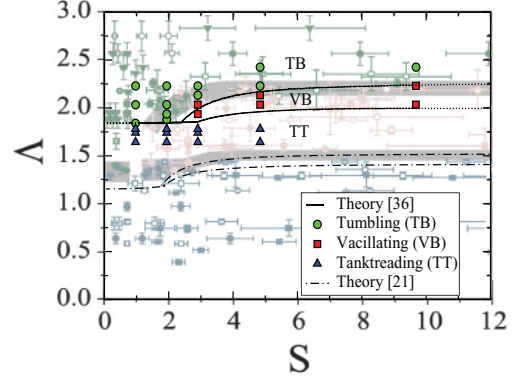 3.0
2.5
2.0
1.5
1.0
0.5
0.0
Λ
TB
VB
TT
Theory [36]
Tumbling (TB)
Vacillating (VB)
Tanktreading (TT)
Theory [21]
0 2 4 6 8 10 12
S